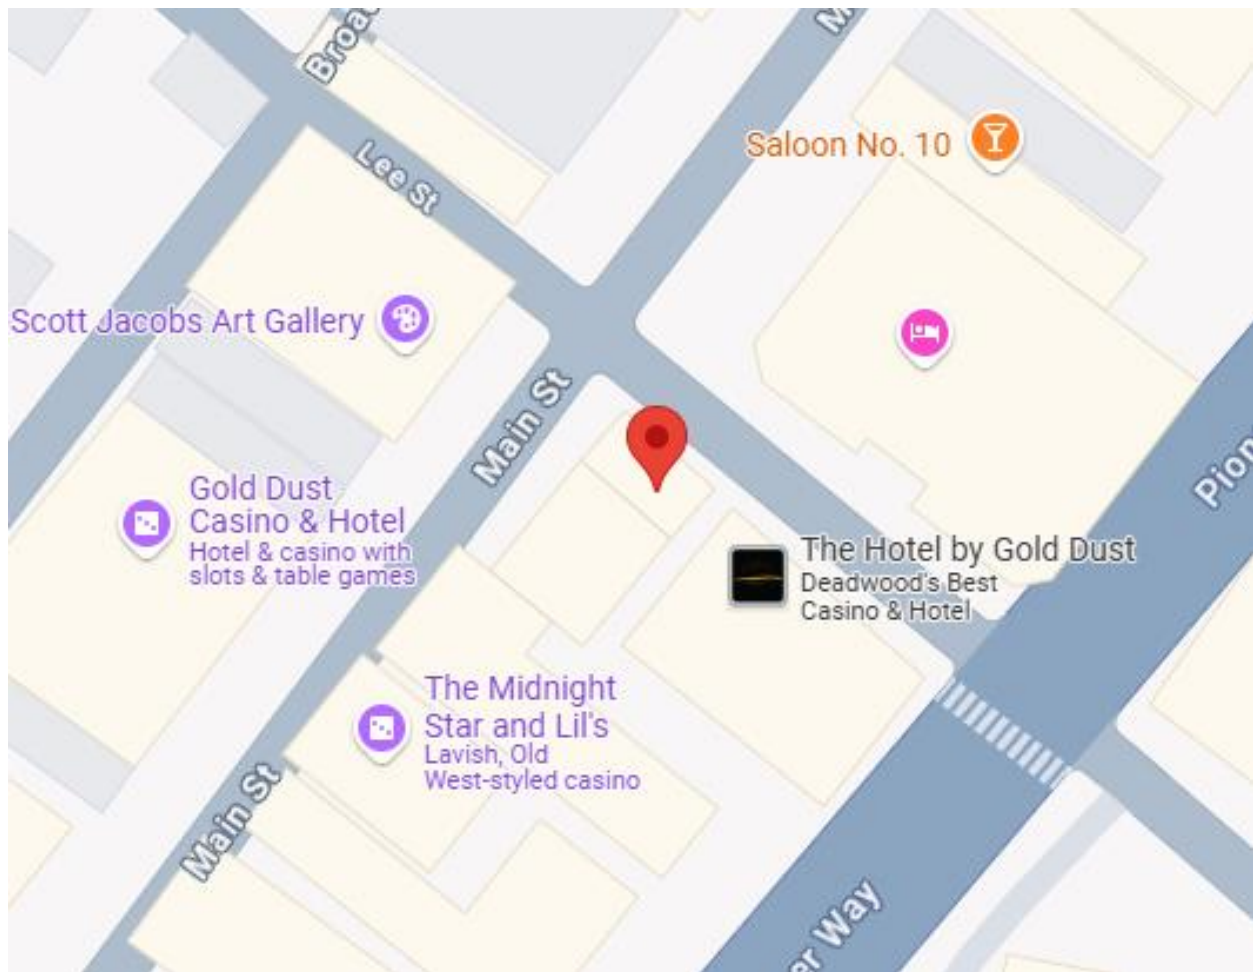 Broa
M
Saloon No. 10
Lee St
Scott Jacobs Art Gallery
Main St
Pion
Gold Dust
Casino & Hotel
Hotel & casino with
slots & table games
The Hotel by Gold Dust
Deadwood's Best
Casino & Hotel
The Midnight
Star and Lil's
Lavish, Old
West-styled casino
Main St
er Way